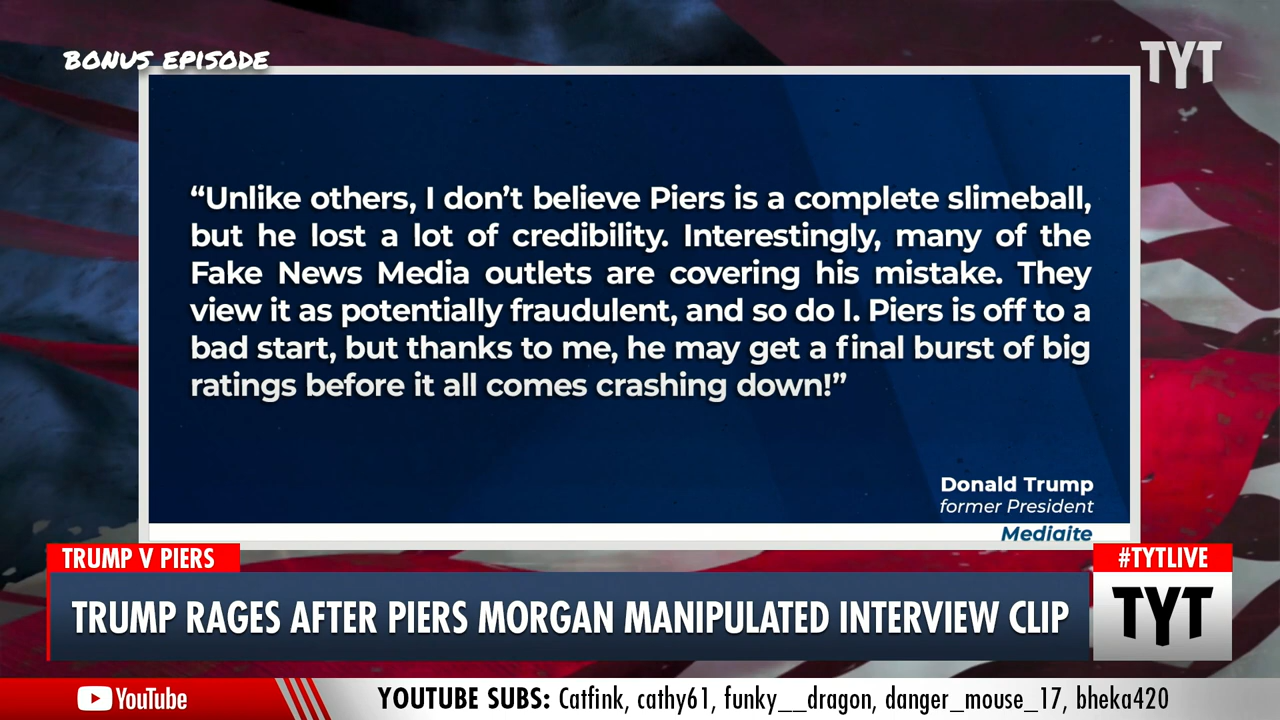 BONUS EPISODE
TYT
“Unlike others, I don’t believe Piers is a complete slimeball,
but he lost a lot of credibility. Interestingly, many of the
Fake News Media outlets are covering his mistake. They
view it as potentially fraudulent, and so do I. Piers is off to a
bad start, but thanks to me, he may get a final burst of big
ratings before it all comes crashing down!”
Donald Trump
former President
Mediaite
TRUMP V PIERS
#TYTLIVE
TRUMP RAGES AFTER PIERS MORGAN MANIPULATED INTERVIEW CLIP
TYT
YouTube
YOUTUBE SUBS: Catfink, cathy61, funky__dragon, danger_mouse_17, bheka420